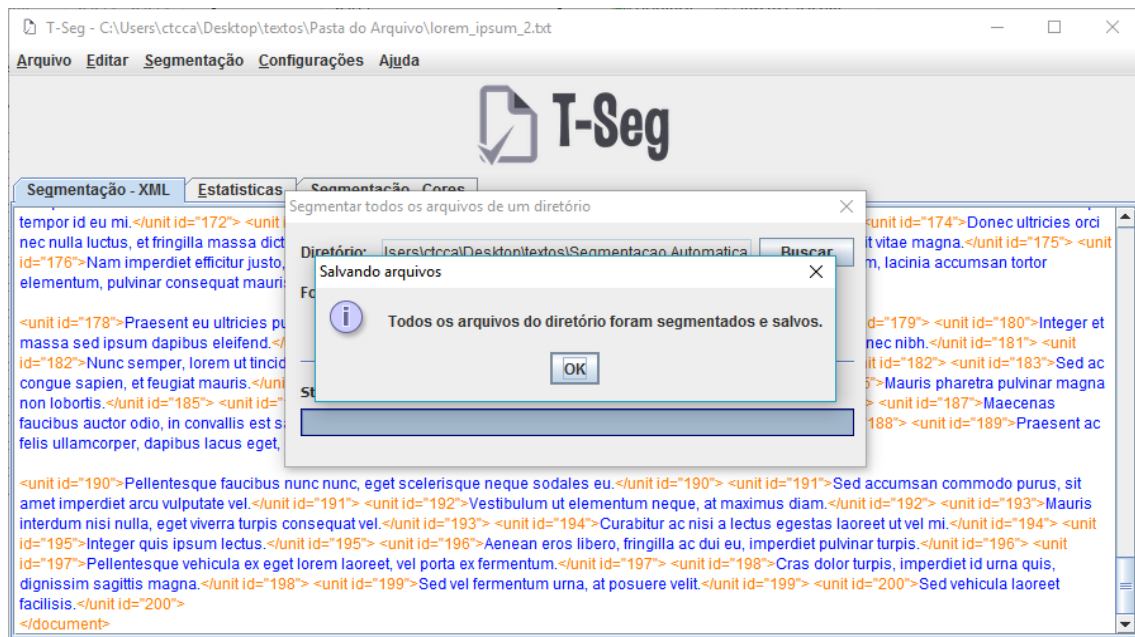 T-Seg - C:\Users\ctcca\Desktop\textos\Pasta do Arquivo\lorem_ipsum_2.txt
Arquivo Editar Segmentação Configurações Ajuda
T-Seg
Segmentação - XML Estatisticas Segmentação Cores
tempor id eu mi.</unit id="172"> <unit id="174">Donec ultricies orci
nec nulla luctus, et fringilla massa vitae magna.</unit id="175"> <unit
id="176">Nam imperdiet efficitur justo, lacinia accumsan tortor
elementum, pulvinar consequat
<unit id="178">Praesent eu ultricies id="179"> <unit id="180">Integer et
massa sed ipsum dapibus eleifend.</ nec nibh.</unit id="181"> <unit
id="182">Nunc semper, lorem ut id="182"> <unit id="183">Sed ac
congue sapien, et feugiat mauris.</uni ">Mauris pharetra pulvinar magna
non lobortis.</unit id="185"> <unit id=" > <unit id="187">Maecenas
faucibus auctor odio, in convallis est 188"> <unit id="189">Praesent ac
felis ullamcorper, dapibus lacus eget,
<unit id="190">Pellentesque faucibus nunc nunc, eget scelerisque neque sodales eu.</unit id="190"> <unit id="191">Sed accumsan commodo purus, sit
amet imperdiet arcu vulputate vel.</unit id="191"> <unit id="192">Vestibulum ut elementum neque, at maximus diam.</unit id="192"> <unit id="193">Mauris
interdum nisi nulla, eget viverra turpis consequat vel.</unit id="193"> <unit id="194">Curabitur ac nisi a lectus egestas laoreet ut vel mi.</unit id="194"> <unit
id="195">Integer quis ipsum lectus.</unit id="195"> <unit id="196">Aenean eros libero, fringilla ac dui eu, imperdiet pulvinar turpis.</unit id="196"> <unit
id="197">Pellentesque vehicula ex eget lorem laoreet, vel porta ex fermentum.</unit id="197"> <unit id="198">Cras dolor turpis, imperdiet id urna quis,
dignissim sagittis magna.</unit id="198"> <unit id="199">Sed vel fermentum urna, at posuere velit.</unit id="199"> <unit id="200">Sed vehicula laoreet
facilisis.</unit id="200">
</document>
Segmentar todos os arquivos de um diretório
Diretório: Isers\ctcca\Desktop\textos\Segmentacao Automatica Buscar
Salvando arquivos
Todos os arquivos do diretório foram segmentados e salvos.
OK